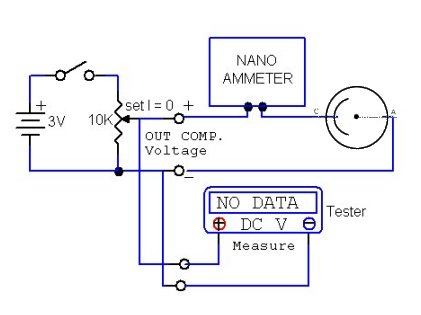 NANO
AMMETER
set I = 0 +
+
3V
10K
C
A
OUT COMP.
Voltage
−
NO DATA
DC V
Tester
Measure